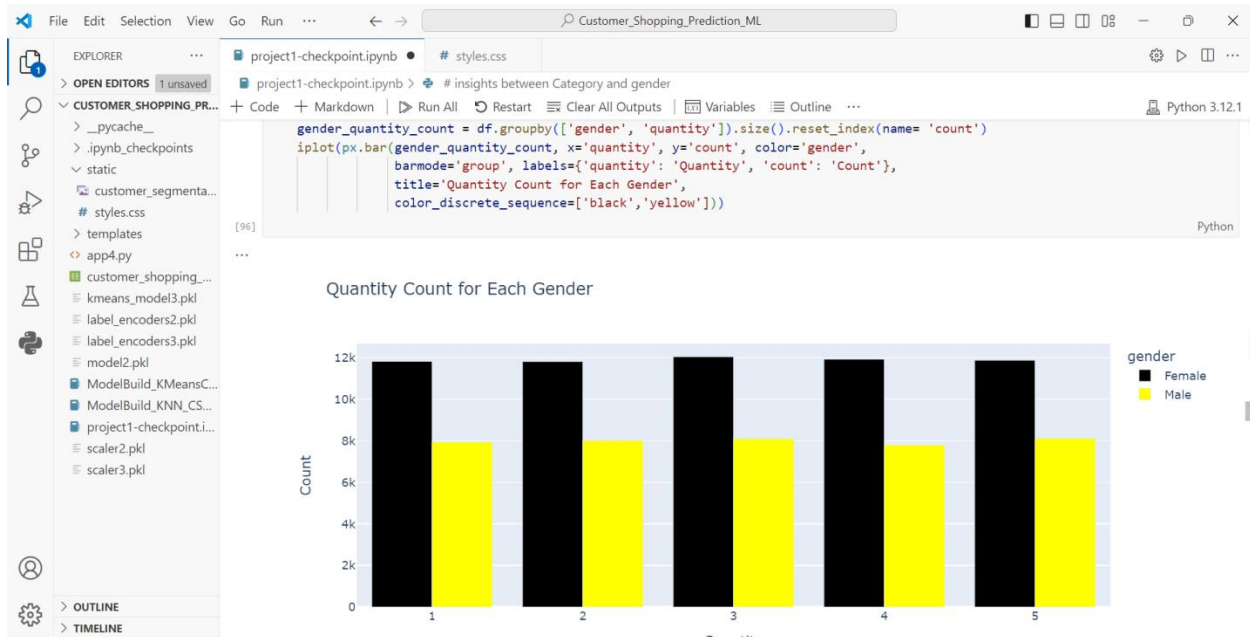 File Edit Selection View Go Run ··· Customer_Shopping_Prediction_ML
EXPLORER ···
OPEN EDITORS 1 unsaved
CUSTOMER_SHOPPING_PR...
__pycache__
.ipynb_checkpoints
static
customer_segmenta...
# styles.css
templates
<> app4.py
customer_shopping_...
kmeans_model3.pkl
label_encoders2.pkl
label_encoders3.pkl
model2.pkl
ModelBuild_KMeansC...
ModelBuild_KNN_CS...
project1-checkpoint.i...
scaler2.pkl
scaler3.pkl
OUTLINE
TIMELINE
1
project1-checkpoint.ipynb # styles.css
project1-checkpoint.ipynb > # insights between Category and gender
+ Code + Markdown | Run All Restart Clear All Outputs | Variables Outline ··· Python 3.12.1
gender_quantity_count = df.groupby(['gender', 'quantity']).size().reset_index(name= 'count')
iplot(px.bar(gender_quantity_count, x='quantity', y='count', color='gender',
barmode='group', labels={'quantity': 'Quantity', 'count': 'Count'},
title='Quantity Count for Each Gender',
color_discrete_sequence=['black','yellow']))
[96] Python
···
Quantity Count for Each Gender
12k
10k
8k
6k
4k
2k
0
Count
1 2 3 4 5
gender
Female
Male